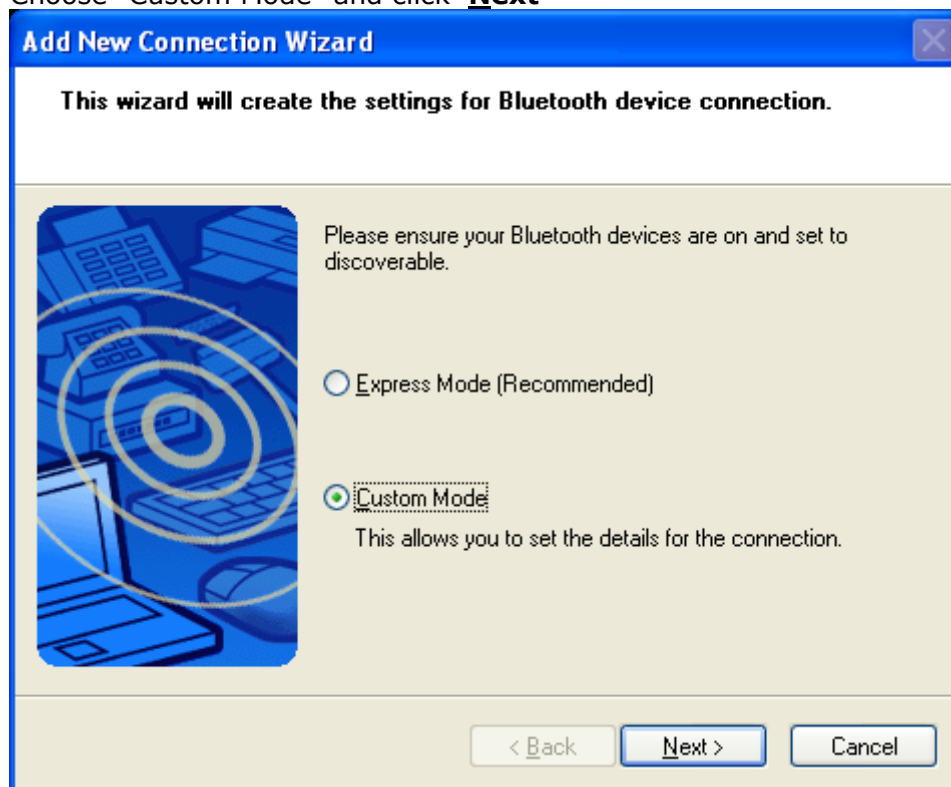 Choose "Custom Mode" and click "Next"
Add New Connection Wizard
This wizard will create the settings for Bluetooth device connection.
Please ensure your Bluetooth devices are on and set to
discoverable.
Express Mode (Recommended)
Custom Mode
This allows you to set the details for the connection.
< Back
Next >
Cancel